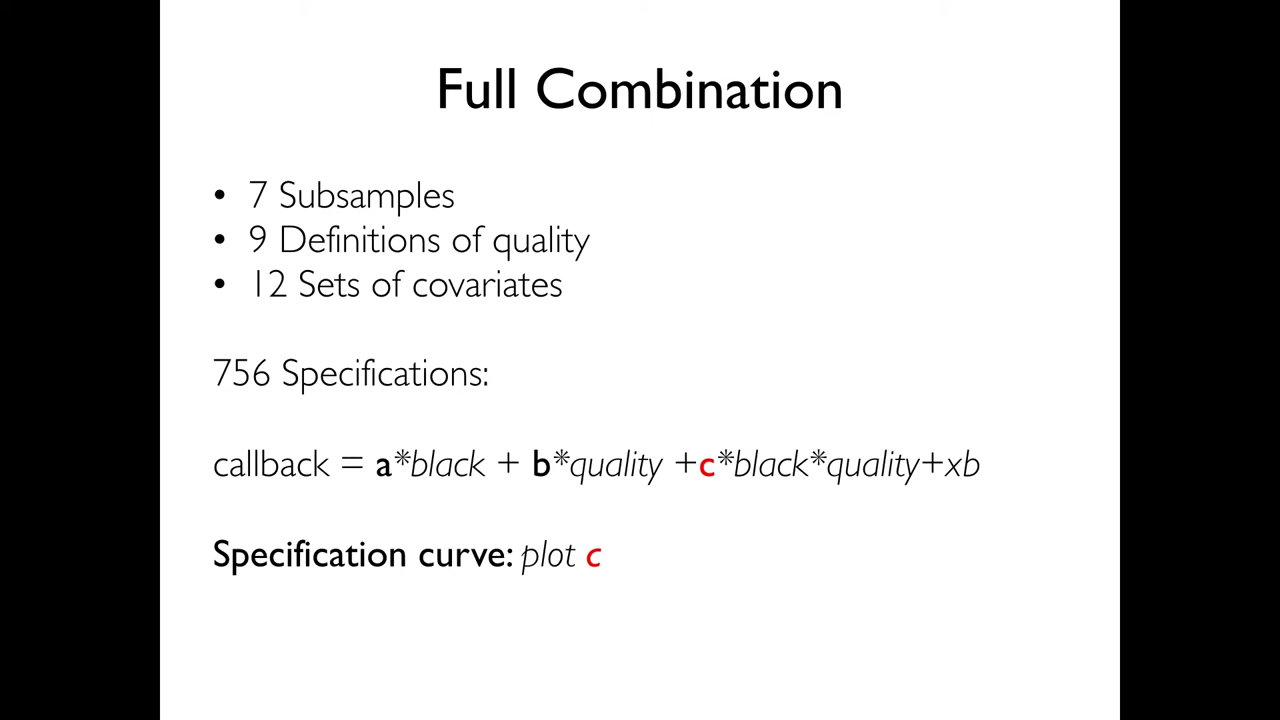 Full Combination
• 7 Subsamples
• 9 Definitions of quality
• 12 Sets of covariates
756 Specifications:
callback = a*black + b*quality +c*black*quality+xb
Specification curve: plot c